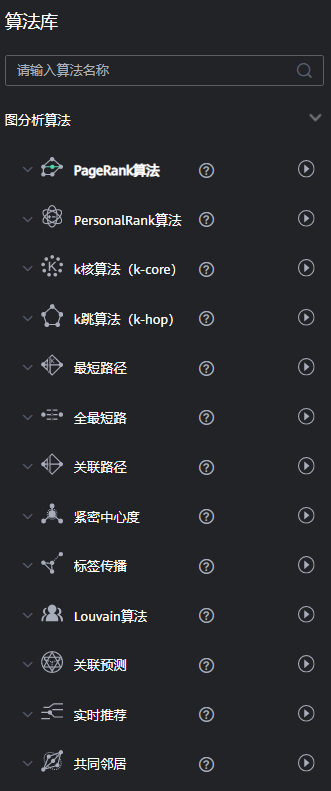 算法库
请输入算法名称
图分析算法
PageRank算法
PersonalRank算法
k核算法（k-core）
k跳算法（k-hop）
最短路径
全最短路
关联路径
紧密中心度
标签传播
Louvain算法
关联预测
实时推荐
共同邻居